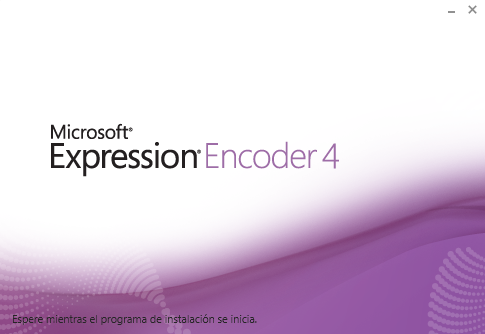 Microsoft®
Expression® Encoder 4
Espere mientras el programa de instalación se inicia.